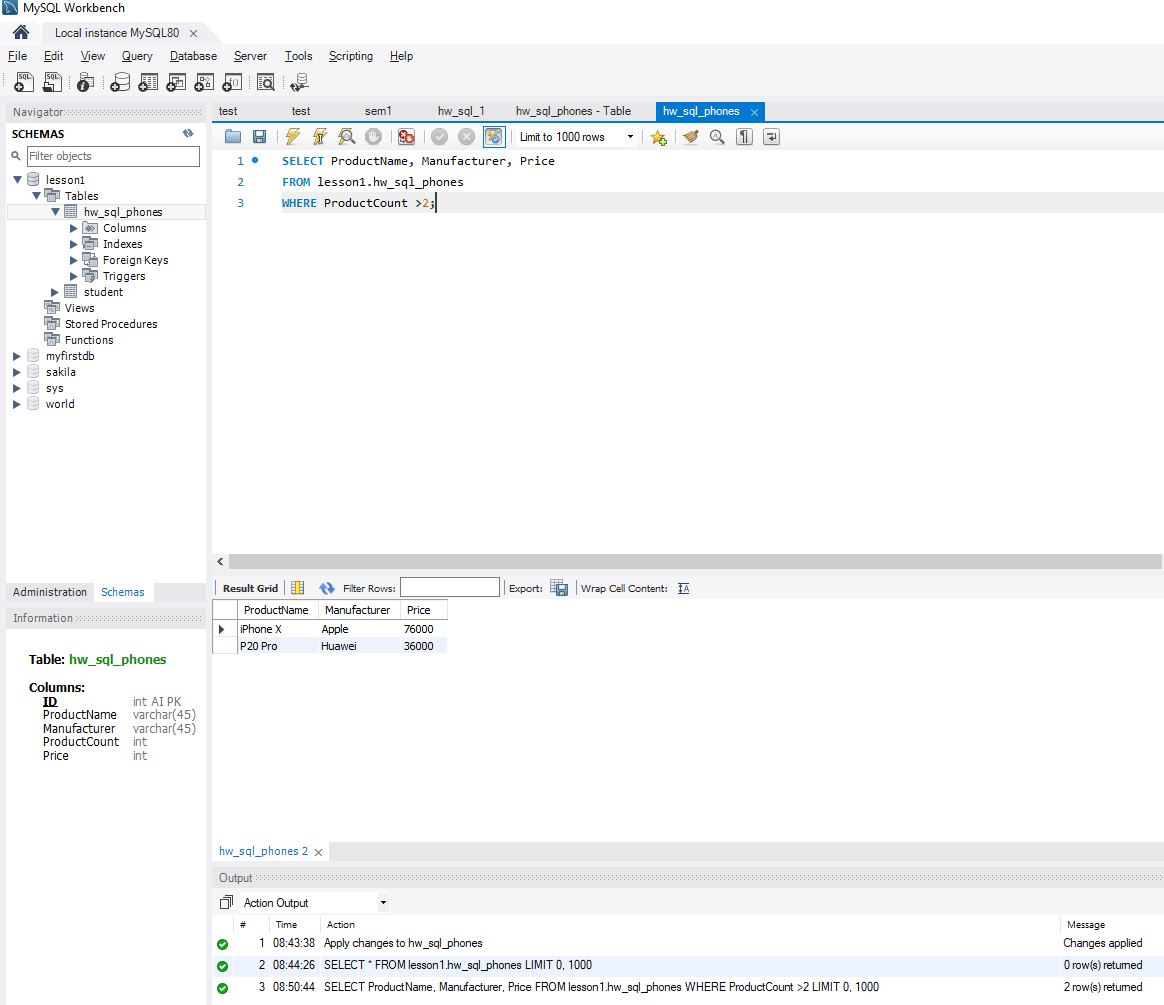 MySQL Workbench
Local instance MySQL80
File Edit View Query Database Server Tools Scripting Help
Navigator
SCHEMAS
Filter objects
lesson1
Tables
hw_sql_phones
Columns
Indexes
Foreign Keys
Triggers
student
Views
Stored Procedures
Functions
myfirstdb
sakila
sys
world
Administration Schemas
Information
Table: hw_sql_phones
Columns:
ID int AI PK
ProductName varchar(45)
Manufacturer varchar(45)
ProductCount int
Price int
test test sem1 hw_sql_1 hw_sql_phones - Table hw_sql_phones
Limit to 1000 rows
1 SELECT ProductName, Manufacturer, Price
2 FROM lesson1.hw_sql_phones
3 WHERE ProductCount >2;
Result Grid Filter Rows: Export: Wrap Cell Content:
ProductName Manufacturer Price
iPhone X Apple 76000
P20 Pro Huawei 36000
hw_sql_phones 2
Output
Action Output
# Time Action Message
1 08:43:38 Apply changes to hw_sql_phones Changes applied
2 08:44:26 SELECT * FROM lesson1.hw_sql_phones LIMIT 0, 1000 0 row(s) returned
3 08:50:44 SELECT ProductName, Manufacturer, Price FROM lesson1.hw_sql_phones WHERE ProductCount >2 LIMIT 0, 1000 2 row(s) returned